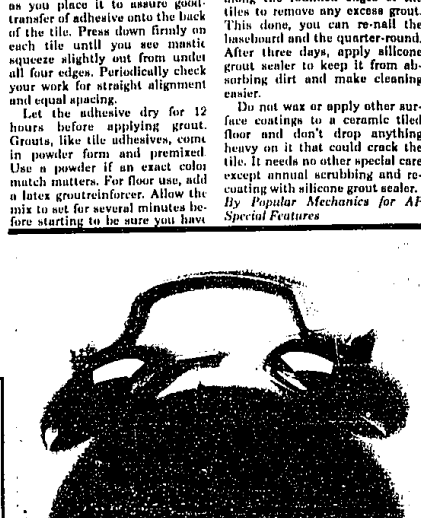 as you place it to assure good
transfer of adhesive onto the back
of the tile. Press down firmly on
each tile until you see mastic
squeeze slightly out from under
all four edges. Periodically check
your work for straight alignment
and equal spacing.
Let the adhesive dry for 12
hours before applying grout.
Grouts, like tile adhesives, come
in powder form and premixed.
Use a powder if an exact color
match matters. For floor use, add
a latex groutreinforcer. Allow the
mix to set for several minutes be-
fore starting to be sure you have
tiles to remove any excess grout.
This done, you can re-nail the
baseboard and the quarter-round.
After three days, apply silicone
grout sealer to keep it from ab-
sorbing dirt and make cleaning
easier.
Do not wax or apply other sur-
face coatings to a ceramic tiled
floor and don't drop anything
heavy on it that could crack the
tile. It needs no other special care
except annual scrubbing and re-
coating with silicone grout sealer.
By Popular Mechanics for AP
Special Features